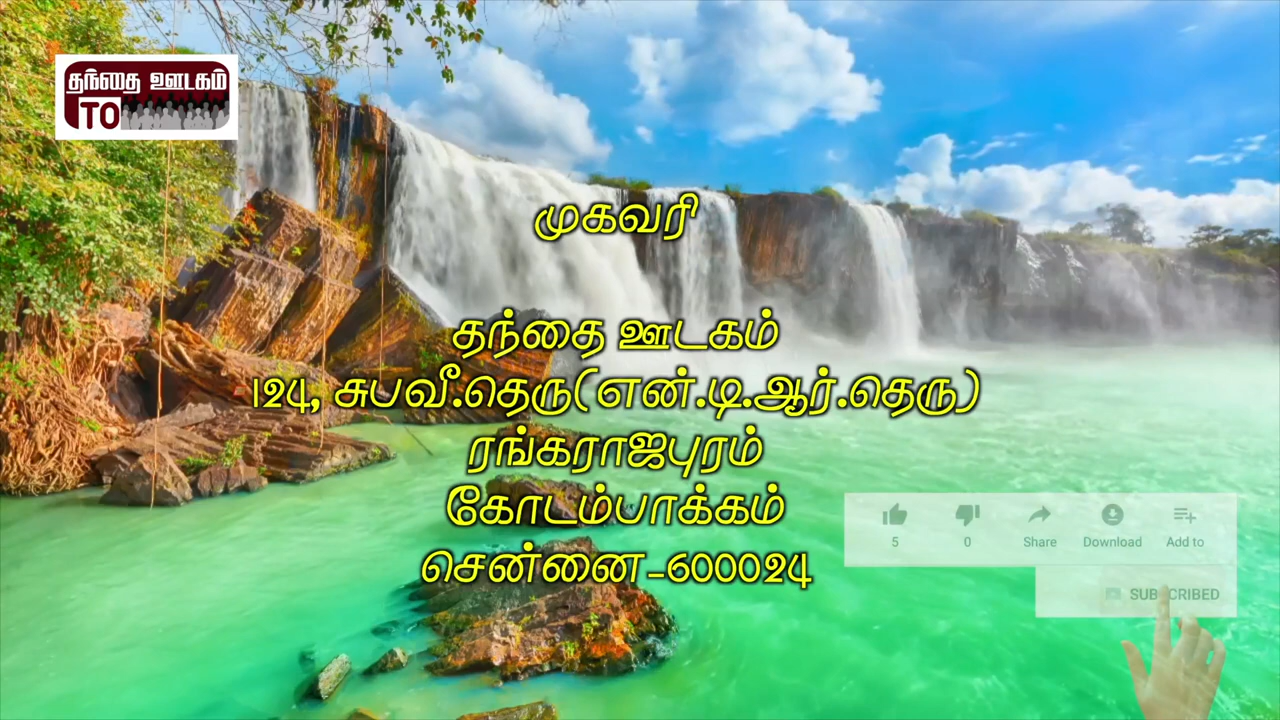 தந்தை ஊடகம்
TO
முகவரி
தந்தை ஊடகம்
124, சுபவீ.தெரு(என்.டி.ஆர்.தெரு)
ரங்கராஜபுரம்
கோடம்பாக்கம்
சென்னை-600024
5 0 Share Download Add to
SUBSCRIBED